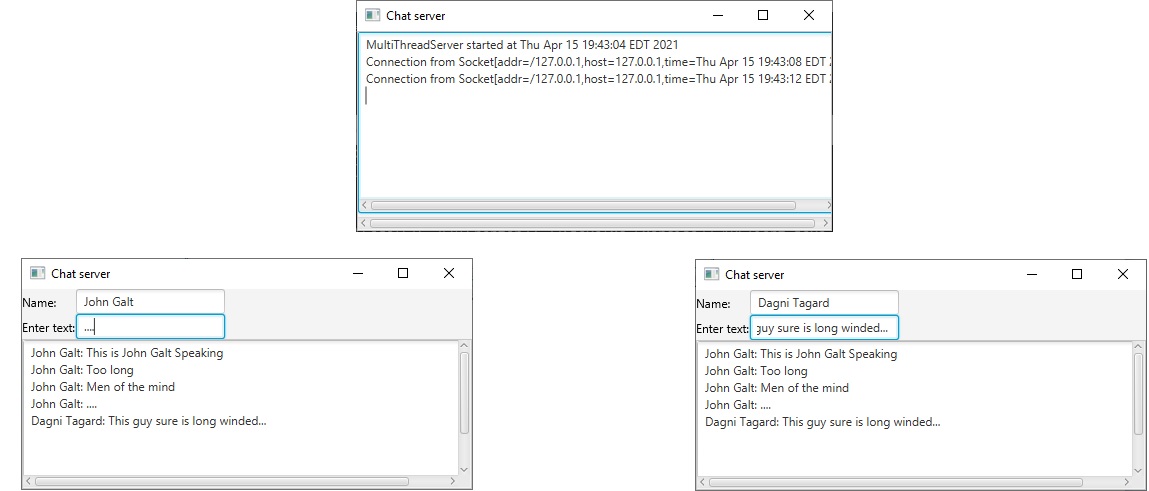 Chat server
MultiThreadServer started at Thu Apr 15 19:43:04 EDT 2021
Connection from Socket[addr=/127.0.0.1,host=127.0.0.1,time=Thu Apr 15 19:43:08 EDT
Connection from Socket[addr=/127.0.0.1,host=127.0.0.1,time=Thu Apr 15 19:43:12 EDT
Chat server
Name: John Galt
Enter text: ....
John Galt: This is John Galt Speaking
John Galt: Too long
John Galt: Men of the mind
John Galt: ....
Dagni Tagard: This guy sure is long winded...
Chat server
Name: Dagni Tagard
Enter text: guy sure is long winded...
John Galt: This is John Galt Speaking
John Galt: Too long
John Galt: Men of the mind
John Galt: ....
Dagni Tagard: This guy sure is long winded...